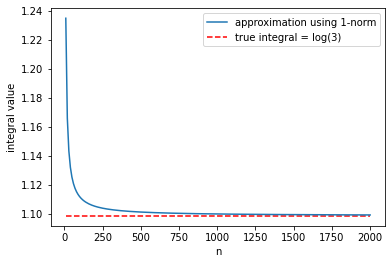 1.24
1.22
1.20
1.18
1.16
1.14
1.12
1.10
integral value
approximation using 1-norm
true integral = log(3)
0 250 500 750 1000 1250 1500 1750 2000
n